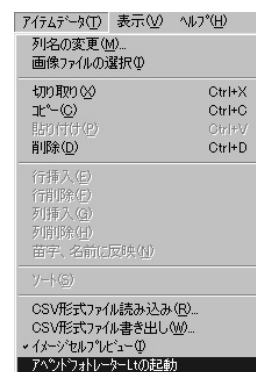 ｱｲﾃﾑﾃﾞｰﾀ(T) 表示(V) ﾍﾙﾌﾟ(H)
列名の変更(M)...
画像ファイルの選択(I)
切り取り(X) Ctrl+X
ｺﾋﾟｰ(C) Ctrl+C
貼り付け(P) Ctrl+V
削除(D) Ctrl+D
行挿入(E)
行削除(F)
列挿入(G)
列削除(H)
苗字、名前に反映(N)
ソート(S)
CSV形式ファイル読み込み(R)...
CSV形式ファイル書き出し(W)...
イメージセルプレビュー(I)
アペンドフォトレーターLtの起動